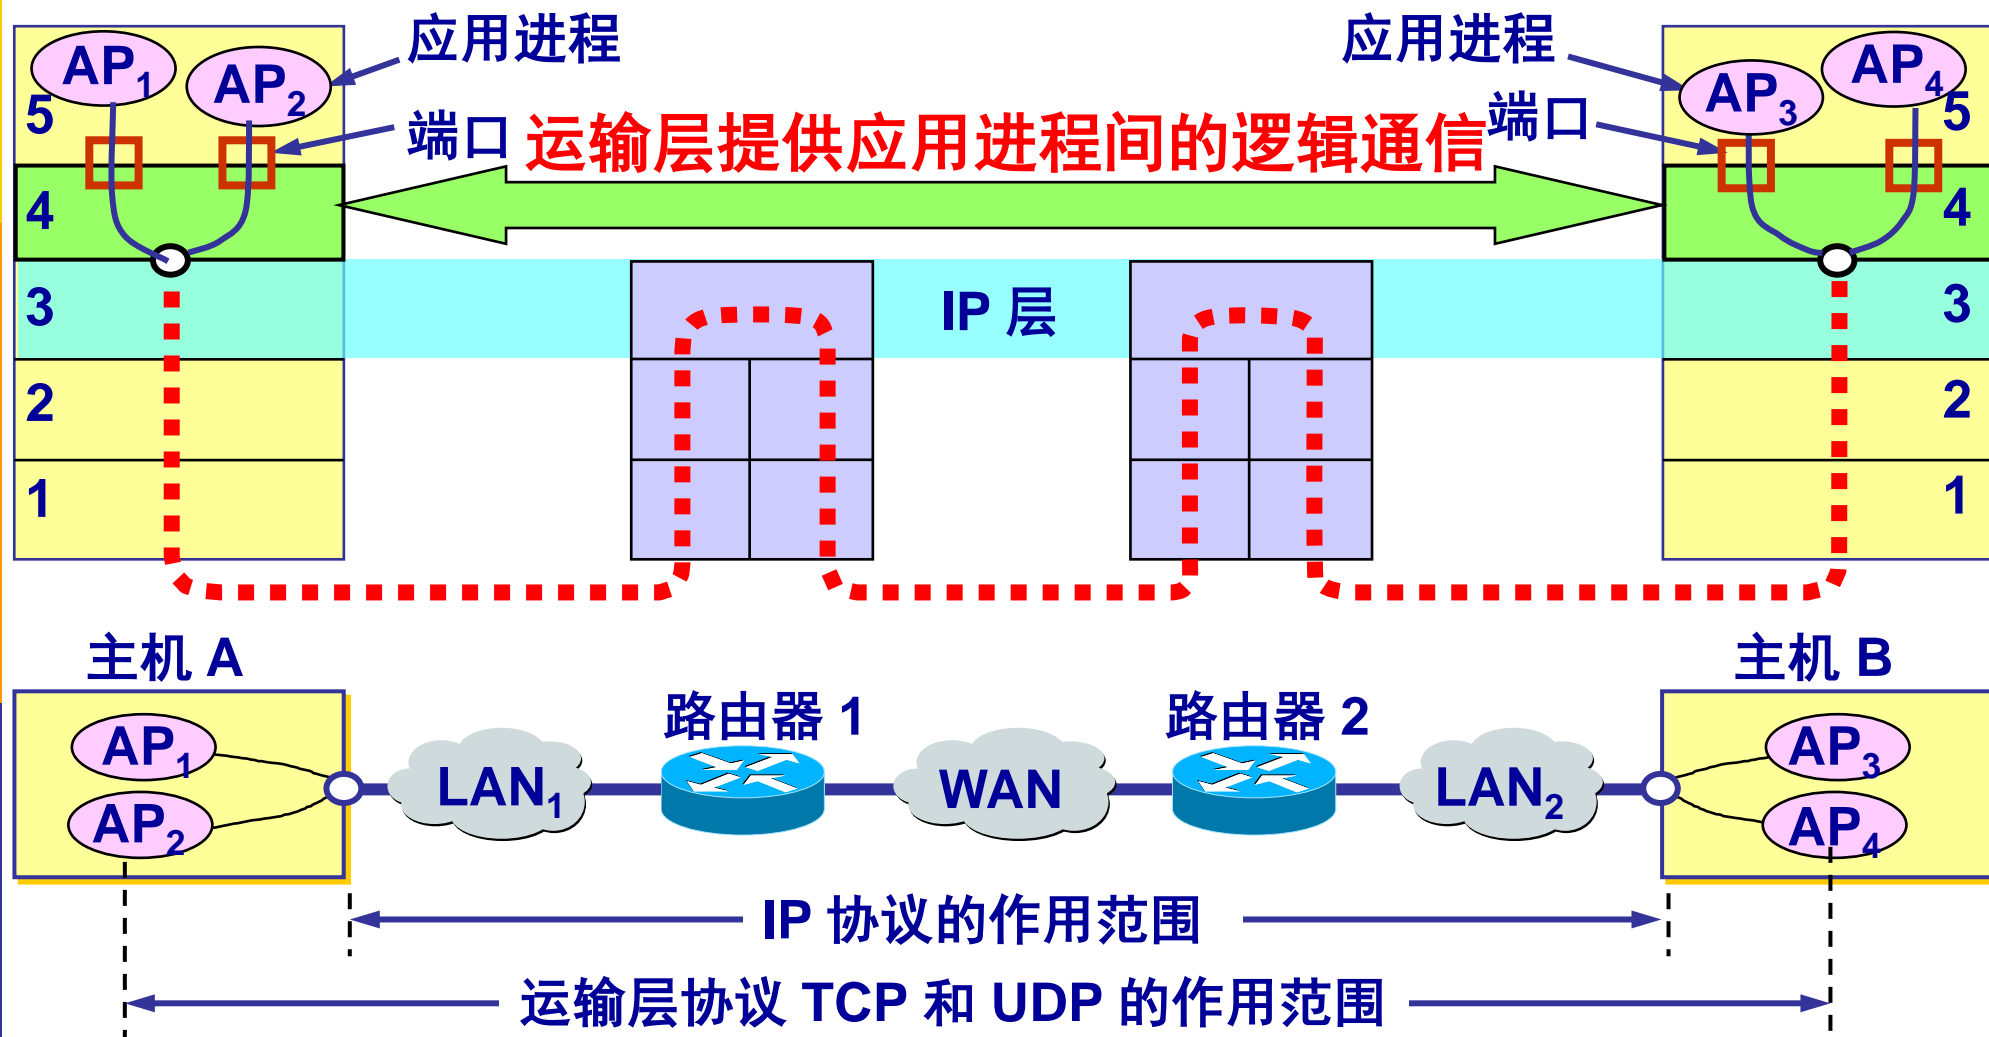 应用进程
应用进程
AP1
AP2
AP3
AP4
5
端口
运输层提供应用进程间的逻辑通信
端口
5
4
4
3
IP 层
3
2
2
1
1
主机 A
主机 B
路由器 1
路由器 2
AP1
AP2
LAN1
WAN
LAN2
AP3
AP4
IP 协议的作用范围
运输层协议 TCP 和 UDP 的作用范围